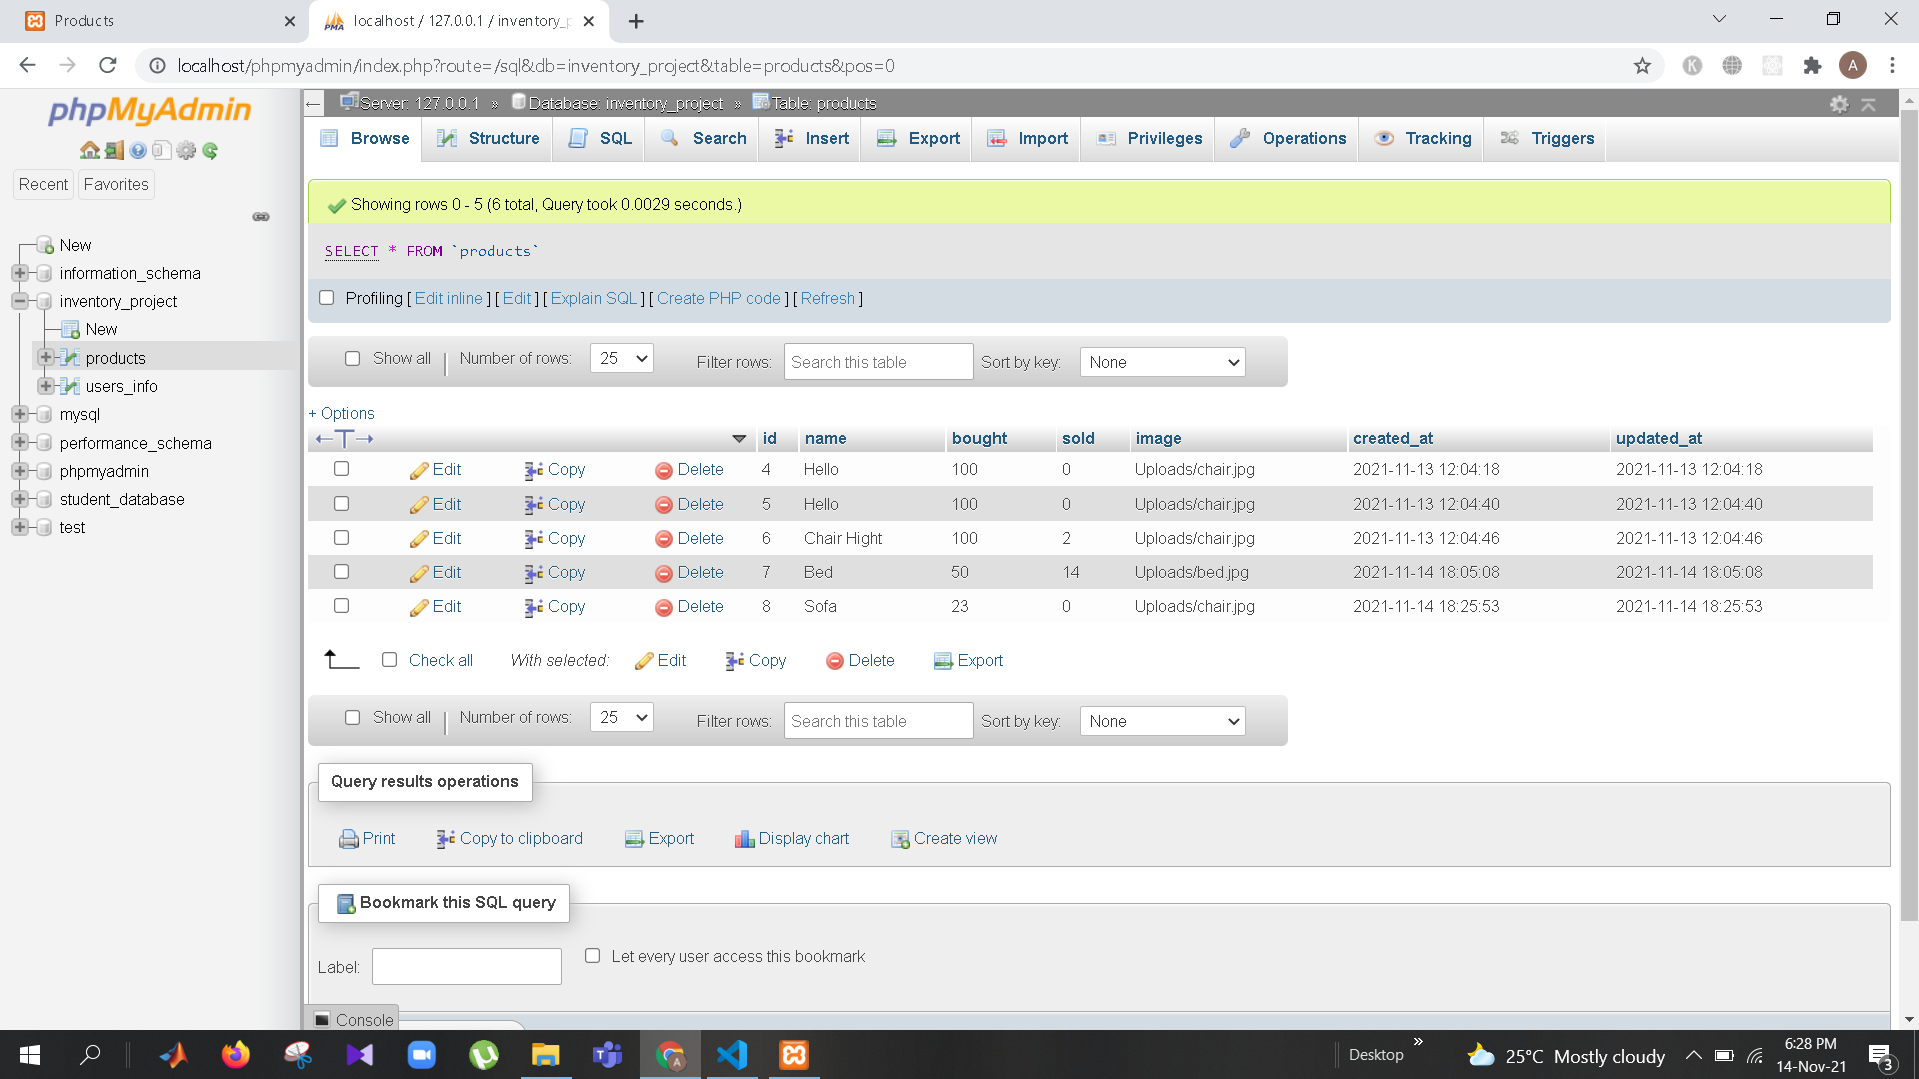 Products
localhost / 127.0.0.1 / inventory_p
localhost/phpmyadmin/index.php?route=/sql&db=inventory_project&table=products&pos=0
K
A
phpMyAdmin
Recent
Favorites
New
information_schema
inventory_project
New
products
users_info
mysql
performance_schema
phpmyadmin
student_database
test
Server: 127.0.0.1 » Database: inventory_project » Table: products
Browse Structure SQL Search Insert Export Import Privileges Operations Tracking Triggers
Showing rows 0 - 5 (6 total, Query took 0.0029 seconds.)
SELECT * FROM `products`
Profiling [ Edit inline ] [ Edit ] [ Explain SQL ] [ Create PHP code ] [ Refresh ]
Show all Number of rows: 25 Filter rows: Search this table Sort by key: None
+ Options
←T→ id name bought sold image created_at updated_at
Edit Copy Delete 4 Hello 100 0 Uploads/chair.jpg 2021-11-13 12:04:18 2021-11-13 12:04:18
Edit Copy Delete 5 Hello 100 0 Uploads/chair.jpg 2021-11-13 12:04:40 2021-11-13 12:04:40
Edit Copy Delete 6 Chair Hight 100 2 Uploads/chair.jpg 2021-11-13 12:04:46 2021-11-13 12:04:46
Edit Copy Delete 7 Bed 50 14 Uploads/bed.jpg 2021-11-14 18:05:08 2021-11-14 18:05:08
Edit Copy Delete 8 Sofa 23 0 Uploads/chair.jpg 2021-11-14 18:25:53 2021-11-14 18:25:53
Check all With selected: Edit Copy Delete Export
Show all Number of rows: 25 Filter rows: Search this table Sort by key: None
Query results operations
Print Copy to clipboard Export Display chart Create view
Bookmark this SQL query
Label: Let every user access this bookmark
Console
Desktop » 25°C Mostly cloudy
6:28 PM
14-Nov-21
3